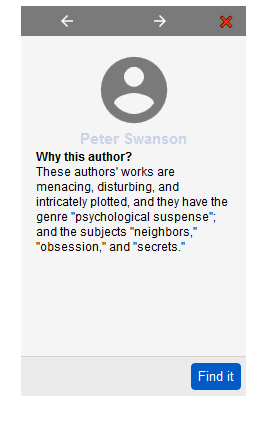 Peter Swanson
Why this author?
These authors' works are
menacing, disturbing, and
intricately plotted, and they have the
genre "psychological suspense";
and the subjects "neighbors,"
"obsession," and "secrets."
Find it